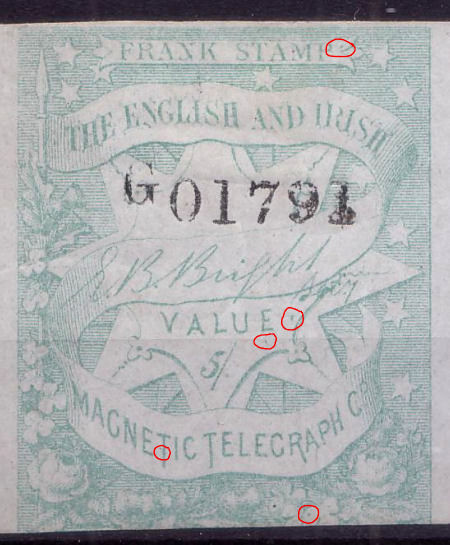 FRANK STAMP
THE ENGLISH AND IRISH
G01791
E. B. Bright
VALUE
5/
MAGNETIC TELEGRAPH Co